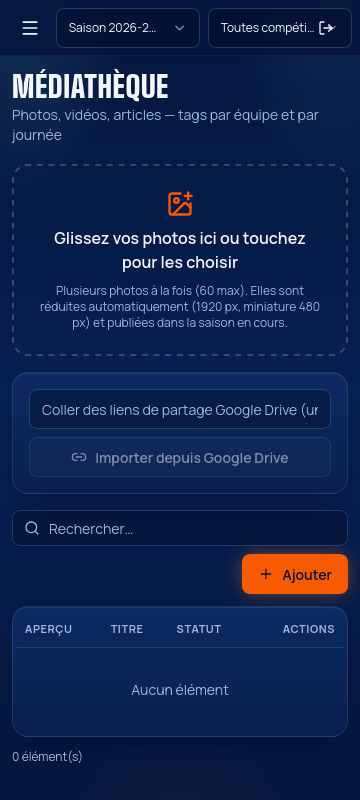 Saison 2026-2...
Toutes compéti...
MÉDIATHÈQUE
Photos, vidéos, articles — tags par équipe et par
journée
Glissez vos photos ici ou touchez
pour les choisir
Plusieurs photos à la fois (60 max). Elles sont
réduites automatiquement (1920 px, miniature 480
px) et publiées dans la saison en cours.
Coller des liens de partage Google Drive (ur
Importer depuis Google Drive
Rechercher...
Ajouter
APERÇU TITRE STATUT ACTIONS
Aucun élément
0 élément(s)